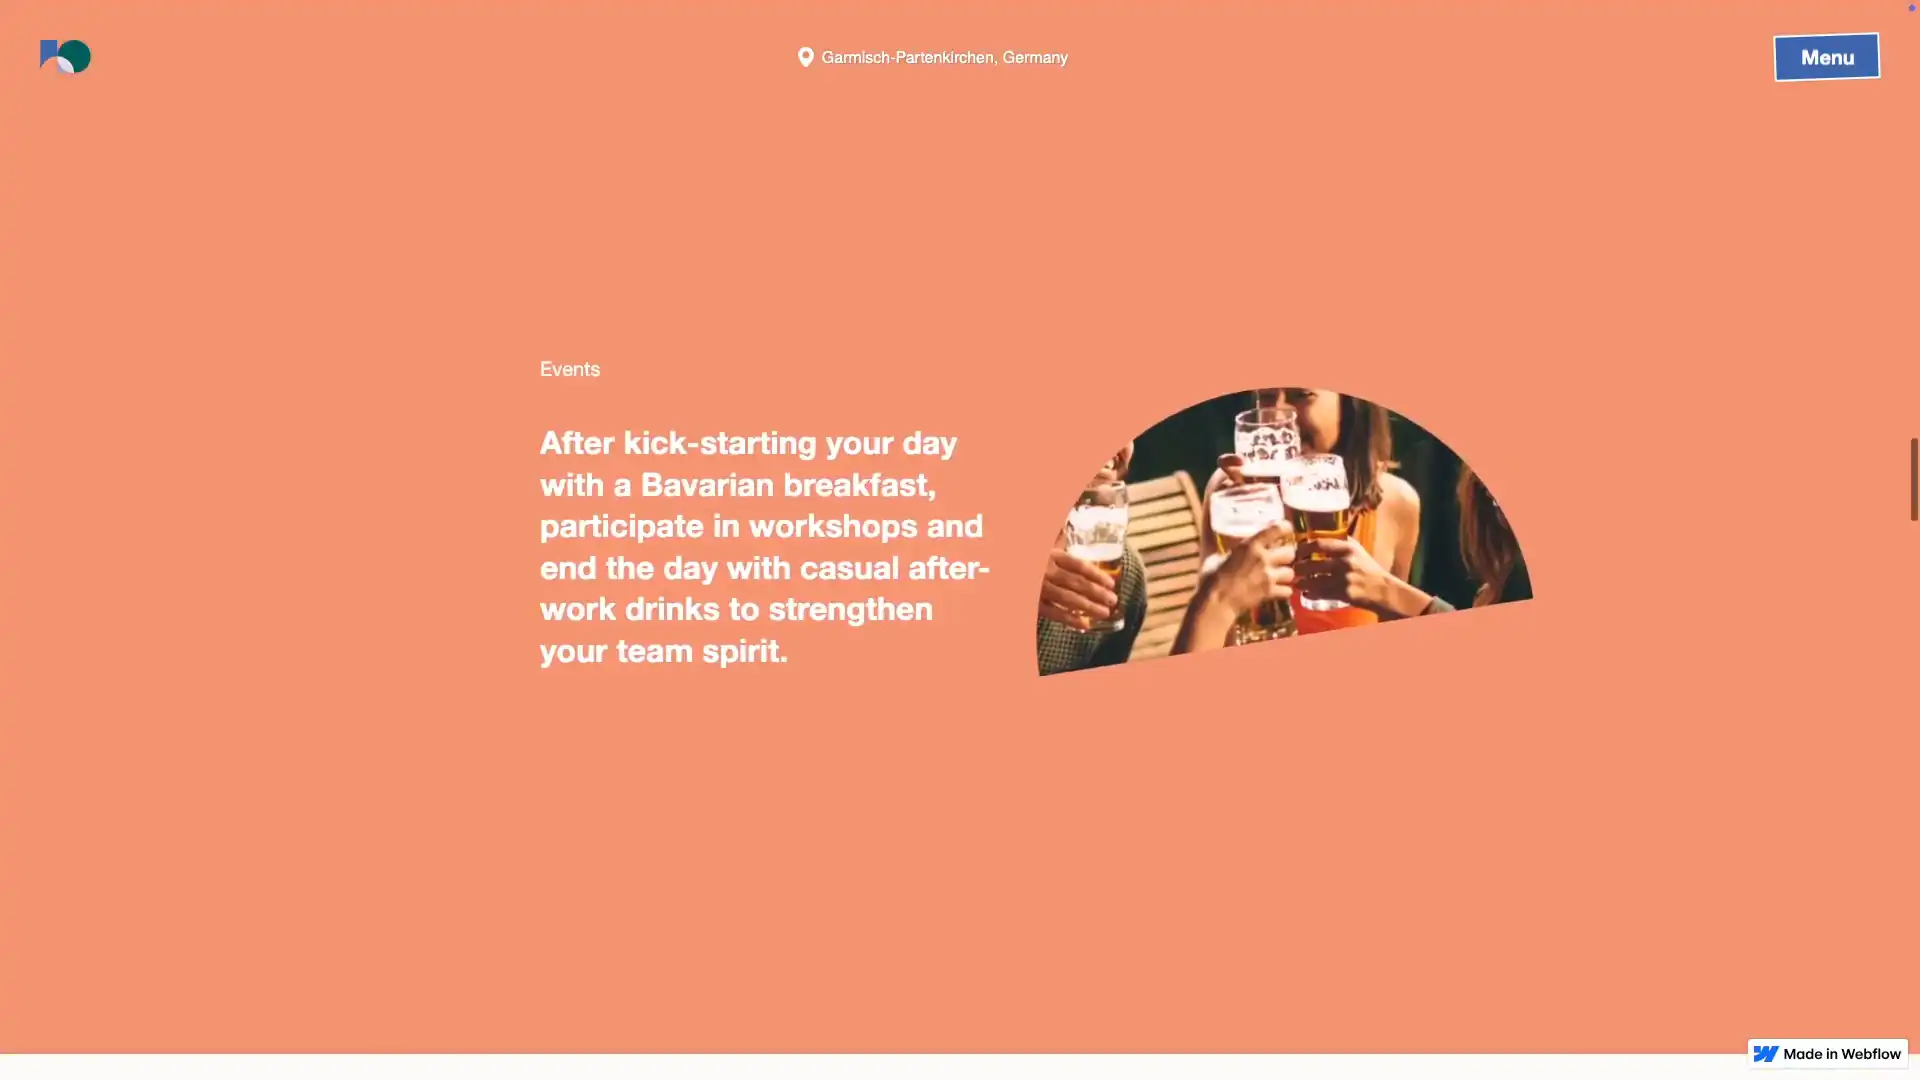 Garmisch-Partenkirchen, Germany
Menu
Events
After kick-starting your day
with a Bavarian breakfast,
participate in workshops and
end the day with casual after-
work drinks to strengthen
your team spirit.
Made in Webflow